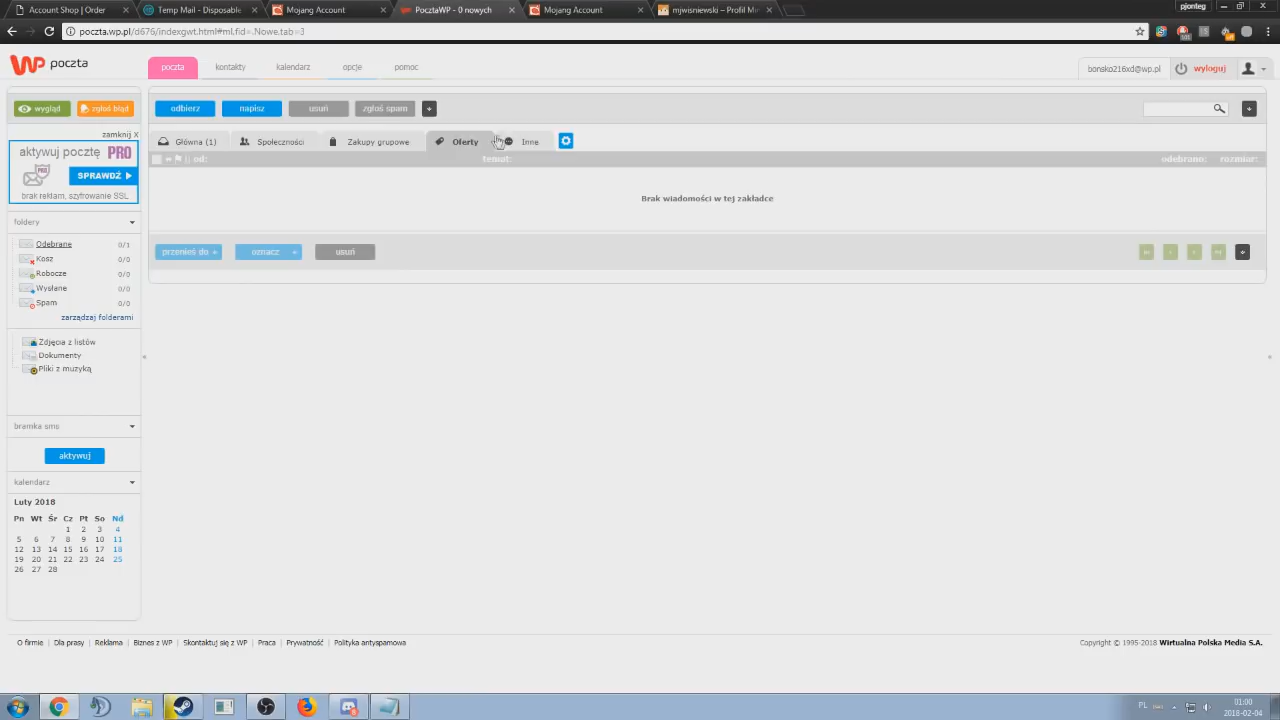 Account Shop | Order
Temp Mail - Disposable
Mojang Account
PocztaWP - 0 nowych
Mojang Account
mjwisniewski – Profil Mi
pjonteg
poczta.wp.pl/d676/indexgwt.html#ml,fid=.Nowe.tab=3
wp poczta
poczta
kontakty
kalendarz
opcje
pomoc
bonsko216xd@wp.pl
wyloguj
wygląd
zgłoś błąd
odbierz
napisz
usuń
zgłoś spam
zamknij X
Główna (1)
Społeczności
Zakupy grupowe
Oferty
Inne
aktywuj pocztę PRO
SPRAWDŹ
brak reklam, szyfrowanie SSL
od:
temat:
odebrano:
rozmiar:
Brak wiadomości w tej zakładce
foldery
Odebrane 0/1
Kosz 0/0
Robocze 0/0
Wysłane 0/0
Spam 0/0
zarządzaj folderami
przenieś do
oznacz
usuń
Zdjęcia z listów
Dokumenty
Pliki z muzyką
bramka sms
aktywuj
kalendarz
Luty 2018
Pn Wt Śr Cz Pt So Nd
1 2 3 4
5 6 7 8 9 10 11
12 13 14 15 16 17 18
19 20 21 22 23 24 25
26 27 28
O firmie | Dla prasy | Reklama | Biznes z WP | Skontaktuj się z WP | Praca | Prywatność | Polityka antyspamowa
Copyright © 1995-2018 Wirtualna Polska Media S.A.
PL
01:00
2018-02-04